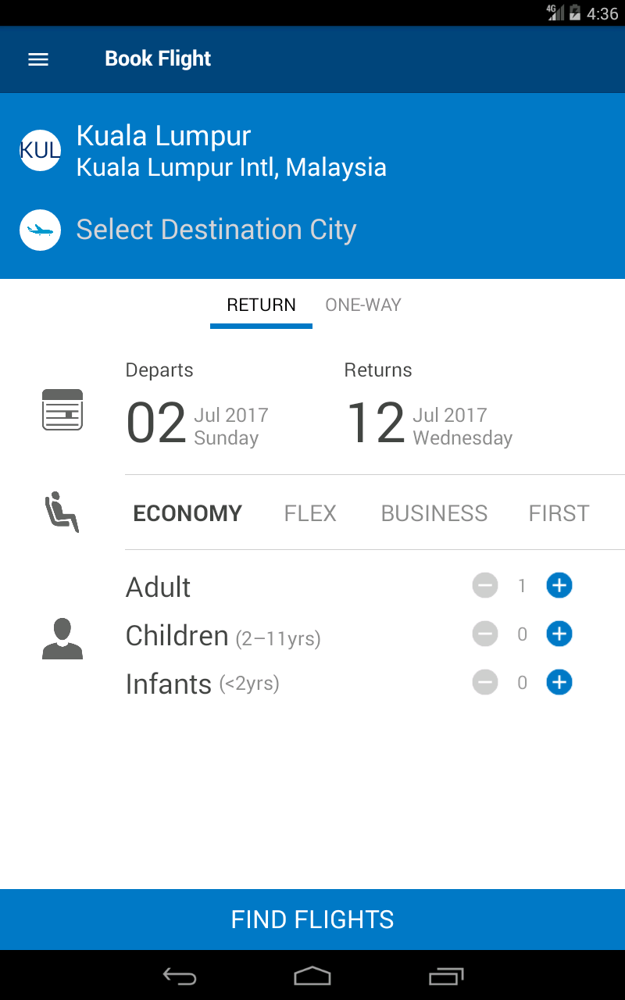 4G 4:36
Book Flight
KUL
Kuala Lumpur
Kuala Lumpur Intl, Malaysia
Select Destination City
RETURN ONE-WAY
Departs Returns
02 Jul 2017 Sunday 12 Jul 2017 Wednesday
ECONOMY FLEX BUSINESS FIRST
Adult 1
Children (2–11yrs) 0
Infants (<2yrs) 0
FIND FLIGHTS